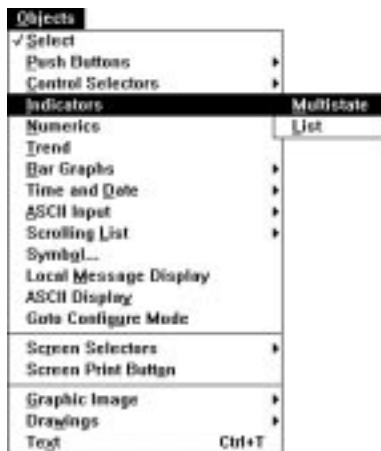 Objects
✓ Select
Push Buttons
Control Selectors
Indicators
Multistate
List
Numerics
Trend
Bar Graphs
Time and Date
ASCII Input
Scrolling List
Symbol...
Local Message Display
ASCII Display
Goto Configure Mode
Screen Selectors
Screen Print Button
Graphic Image
Drawings
Text Ctrl+T